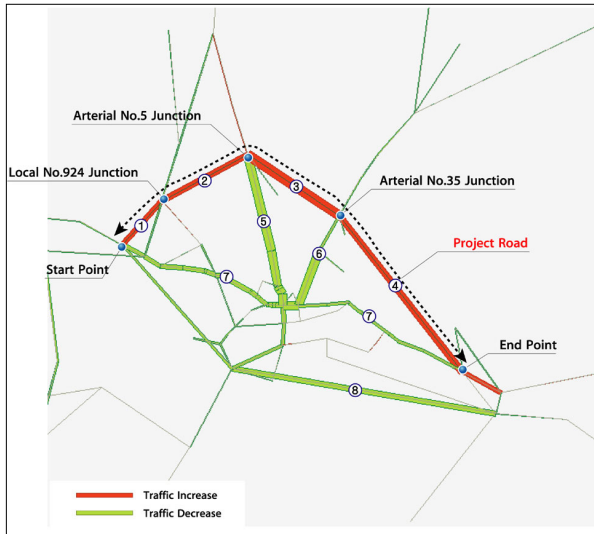 Arterial No.5 Junction
Local No.924 Junction
2
3
Arterial No.35 Junction
1
5
6
Project Road
Start Point
7
4
7
End Point
8
Traffic Increase
Traffic Decrease